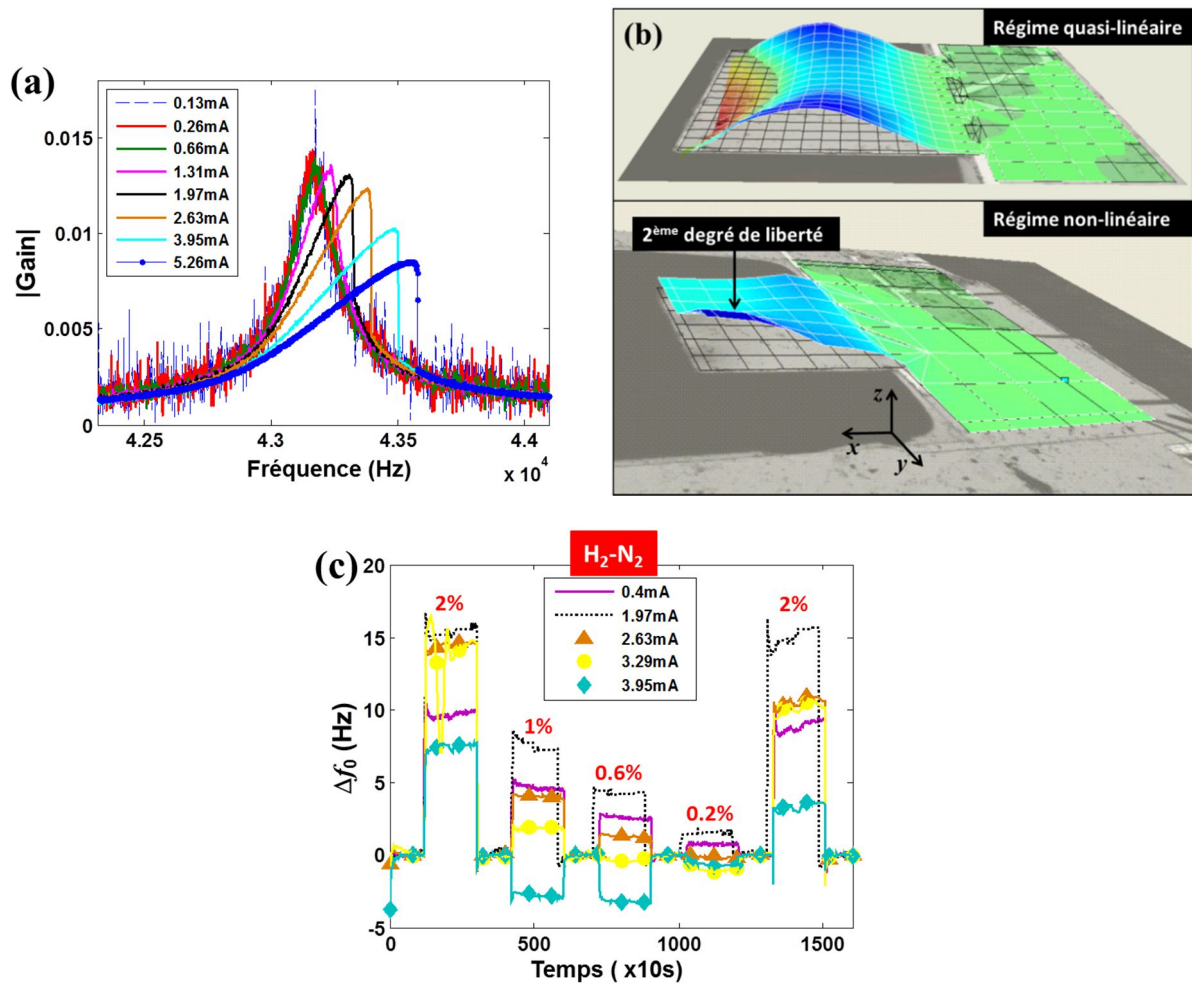 (a)
0.13mA
0.26mA
0.66mA
1.31mA
1.97mA
2.63mA
3.95mA
5.26mA
|Gain|
0.015
0.01
0.005
0
4.25
4.3
4.35
4.4
x 10⁴
Fréquence (Hz)
(b)
Régime quasi-linéaire
Régime non-linéaire
2ème degré de liberté
z
x
y
(c)
H₂-N₂
0.4mA
1.97mA
2.63mA
3.29mA
3.95mA
2%
1%
0.6%
0.2%
2%
Δf₀ (Hz)
20
15
10
5
0
-5
0
500
1000
1500
Temps ( x10s)